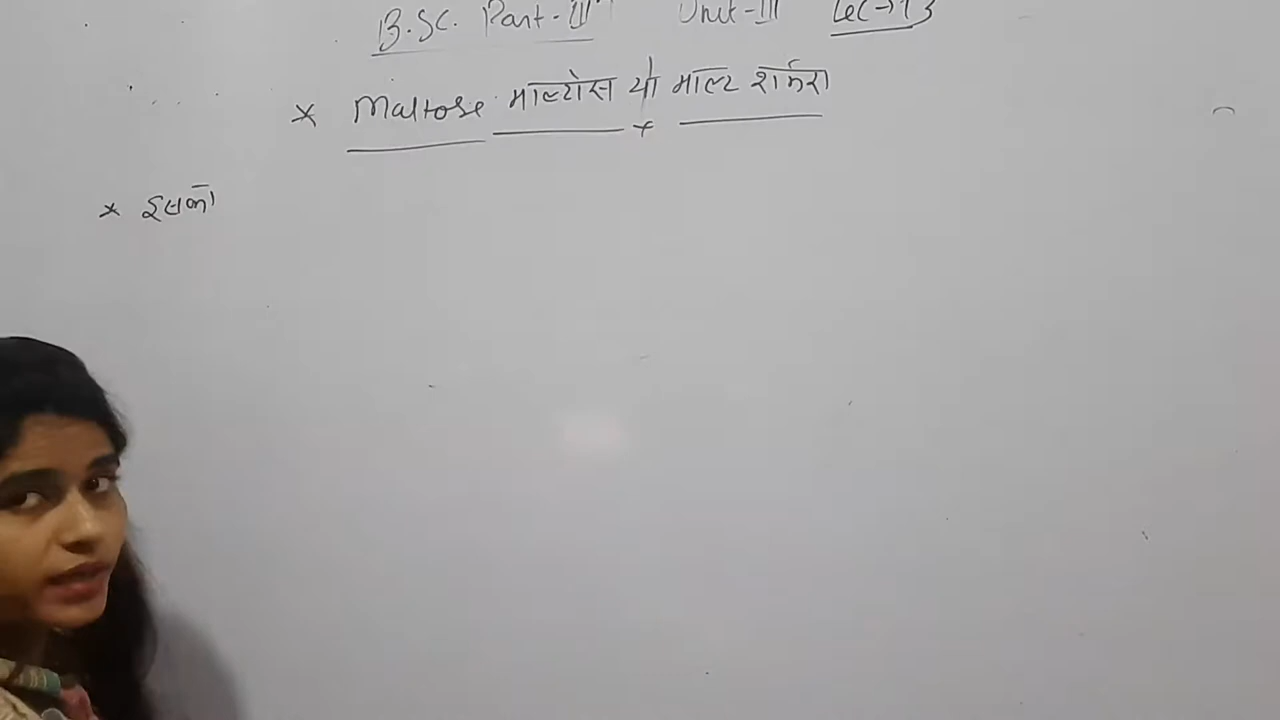 B.SC. Part-III Unit-III Lec→13
* Maltose माल्टोस या माल्ट शर्करा
* इसको